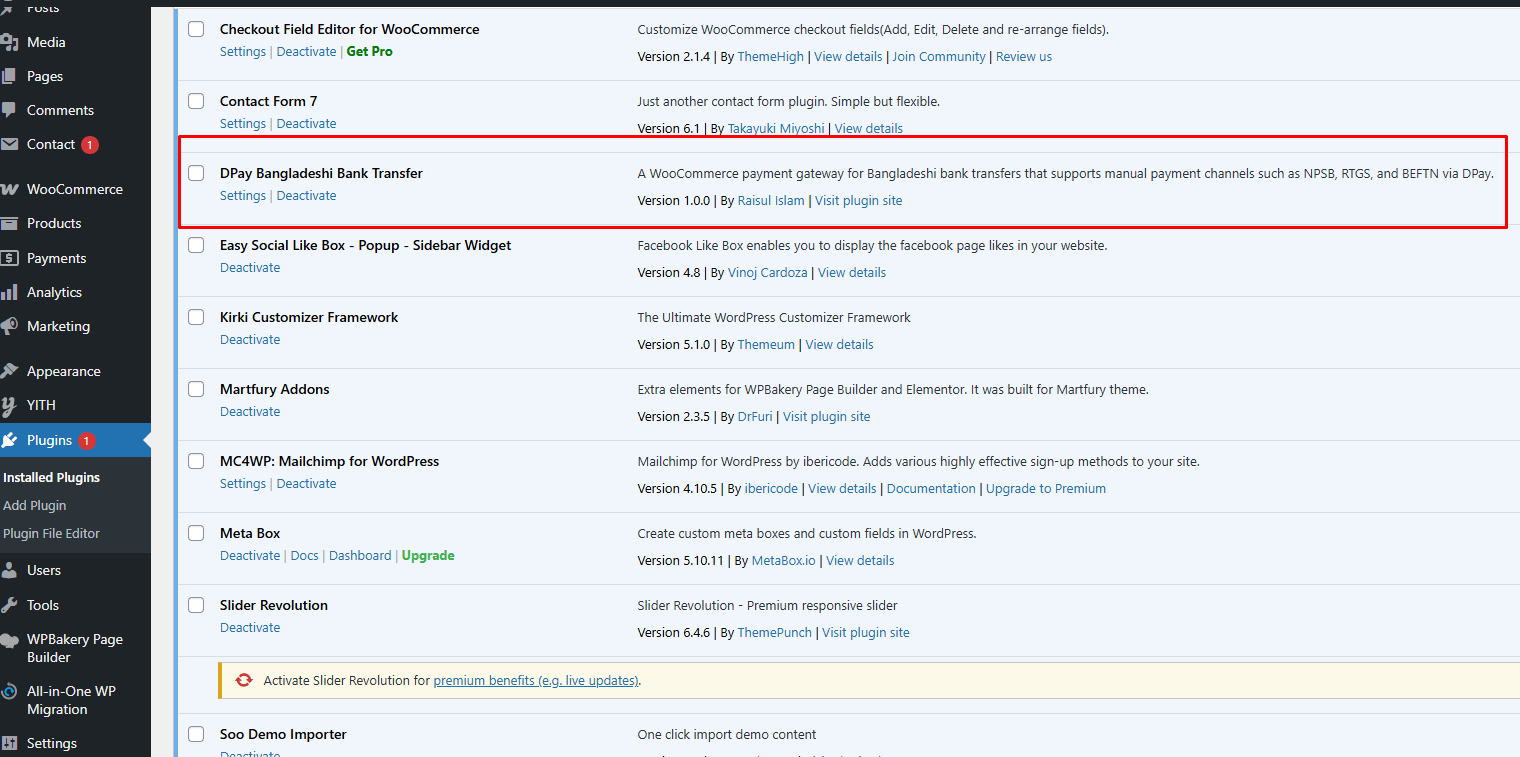 Posts
Media
Pages
Comments
Contact 1
WooCommerce
Products
Payments
Analytics
Marketing
Appearance
YITH
Plugins 1
Installed Plugins
Add Plugin
Plugin File Editor
Users
Tools
WPBakery Page
Builder
All-in-One WP
Migration
Settings
Checkout Field Editor for WooCommerce
Settings | Deactivate | Get Pro
Customize WooCommerce checkout fields(Add, Edit, Delete and re-arrange fields).
Version 2.1.4 | By ThemeHigh | View details | Join Community | Review us
Contact Form 7
Settings | Deactivate
Just another contact form plugin. Simple but flexible.
Version 6.1 | By Takayuki Miyoshi | View details
DPay Bangladeshi Bank Transfer
Settings | Deactivate
A WooCommerce payment gateway for Bangladeshi bank transfers that supports manual payment channels such as NPSB, RTGS, and BEFTN via DPay.
Version 1.0.0 | By Raisul Islam | Visit plugin site
Easy Social Like Box - Popup - Sidebar Widget
Deactivate
Facebook Like Box enables you to display the facebook page likes in your website.
Version 4.8 | By Vinoj Cardoza | View details
Kirki Customizer Framework
Deactivate
The Ultimate WordPress Customizer Framework
Version 5.1.0 | By Themeum | View details
Martfury Addons
Deactivate
Extra elements for WPBakery Page Builder and Elementor. It was built for Martfury theme.
Version 2.3.5 | By DrFuri | Visit plugin site
MC4WP: Mailchimp for WordPress
Settings | Deactivate
Mailchimp for WordPress by ibericode. Adds various highly effective sign-up methods to your site.
Version 4.10.5 | By ibericode | View details | Documentation | Upgrade to Premium
Meta Box
Deactivate | Docs | Dashboard | Upgrade
Create custom meta boxes and custom fields in WordPress.
Version 5.10.11 | By MetaBox.io | View details
Slider Revolution
Deactivate
Slider Revolution - Premium responsive slider
Version 6.4.6 | By ThemePunch | Visit plugin site
Activate Slider Revolution for premium benefits (e.g. live updates).
Soo Demo Importer
Deactivate
One click import demo content